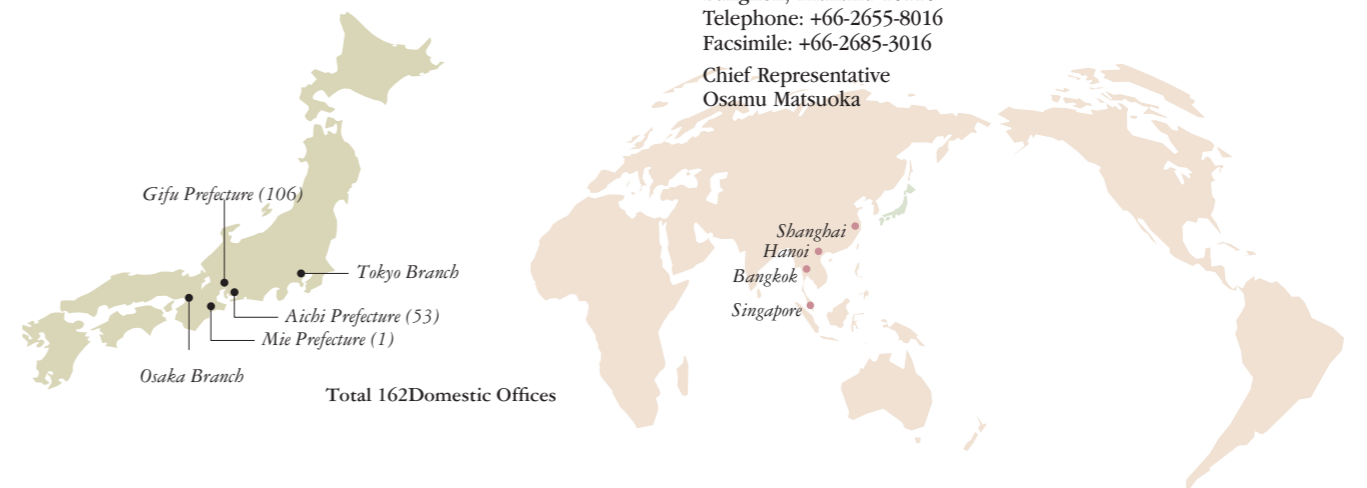 Telephone: +66-2655-8016
Facsimile: +66-2685-3016
Chief Representative
Osamu Matsuoka
Gifu Prefecture (106)
Tokyo Branch
Aichi Prefecture (53)
Mie Prefecture (1)
Osaka Branch
Total 162Domestic Offices
Shanghai
Hanoi
Bangkok
Singapore